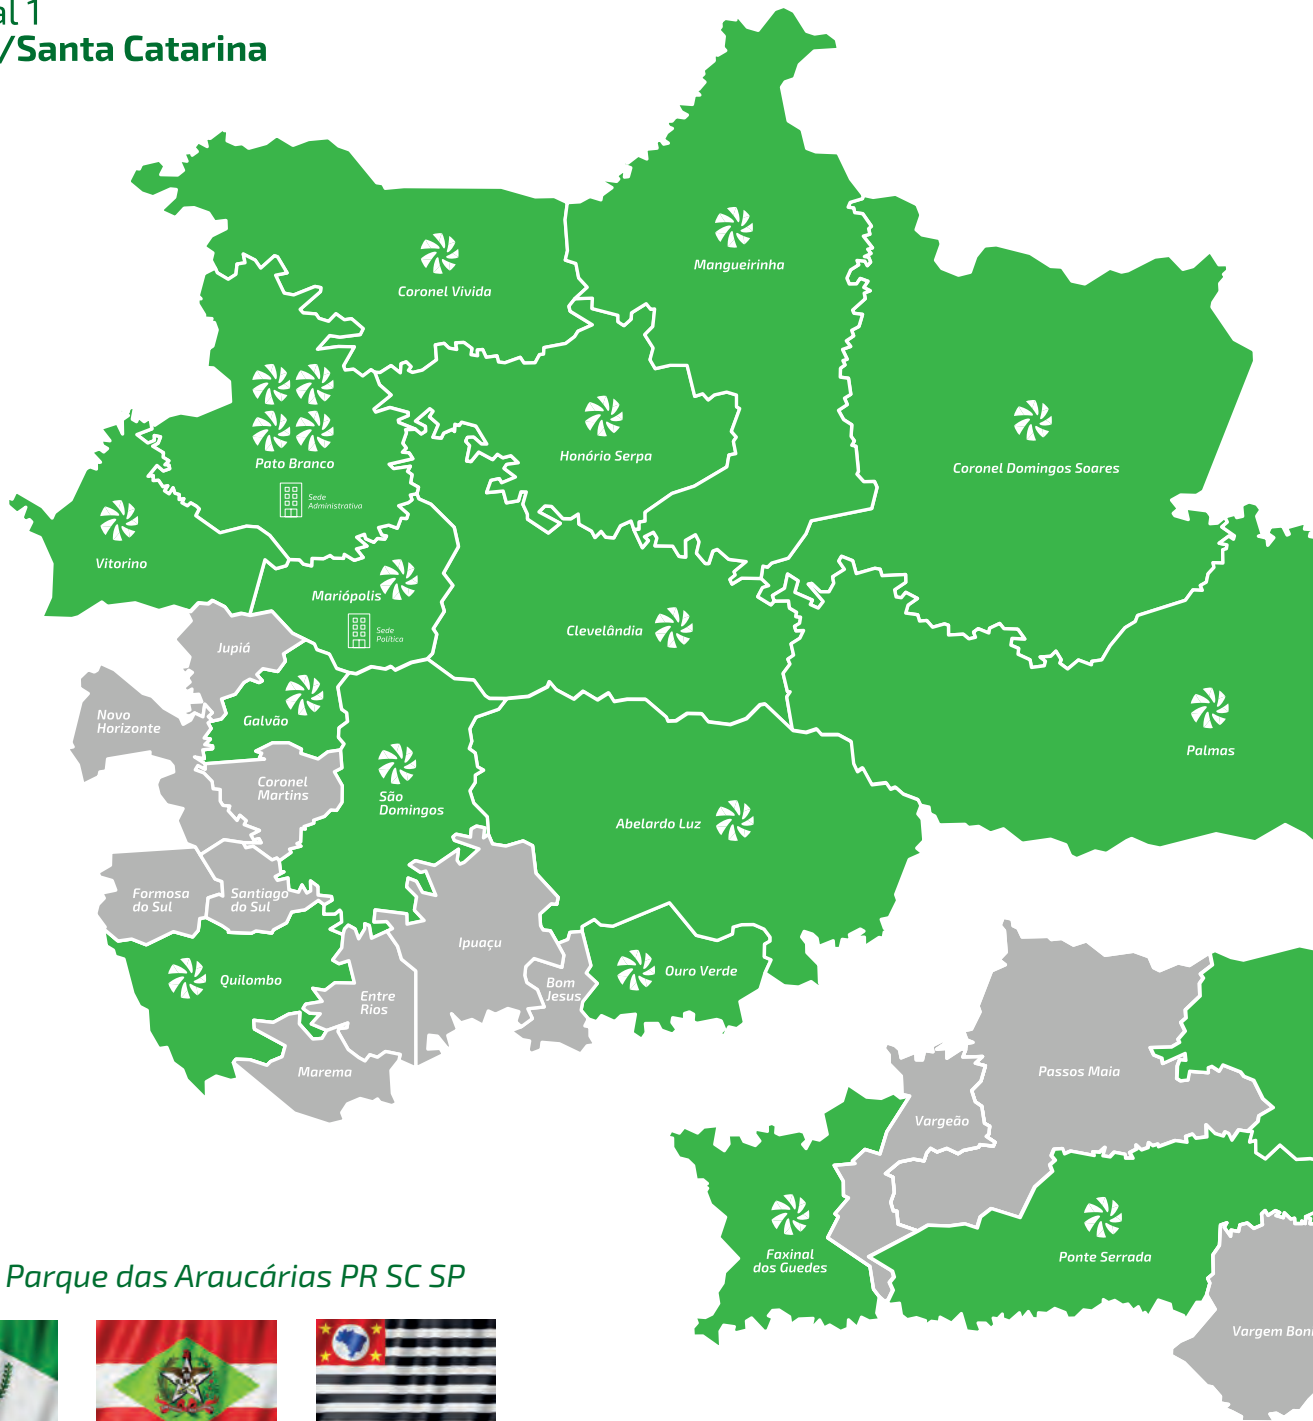 al 1
/Santa Catarina
Mangueirinha
Coronel Vivida
Honório Serpa
Coronel Domingos Soares
Pato Branco
Sede
Administrativa
Vitorino
Mariópolis
Sede
Política
Clevelândia
Jupiá
Galvão
Novo
Horizonte
Palmas
Coronel
Martins
São
Domingos
Abelardo Luz
Formosa
do Sul
Santiago
do Sul
Ipuaçu
Ouro Verde
Quilombo
Bom
Jesus
Entre
Rios
Marema
Passos Maia
Vargeão
Faxinal
dos Guedes
Ponte Serrada
Parque das Araucárias PR SC SP
Vargem Bon